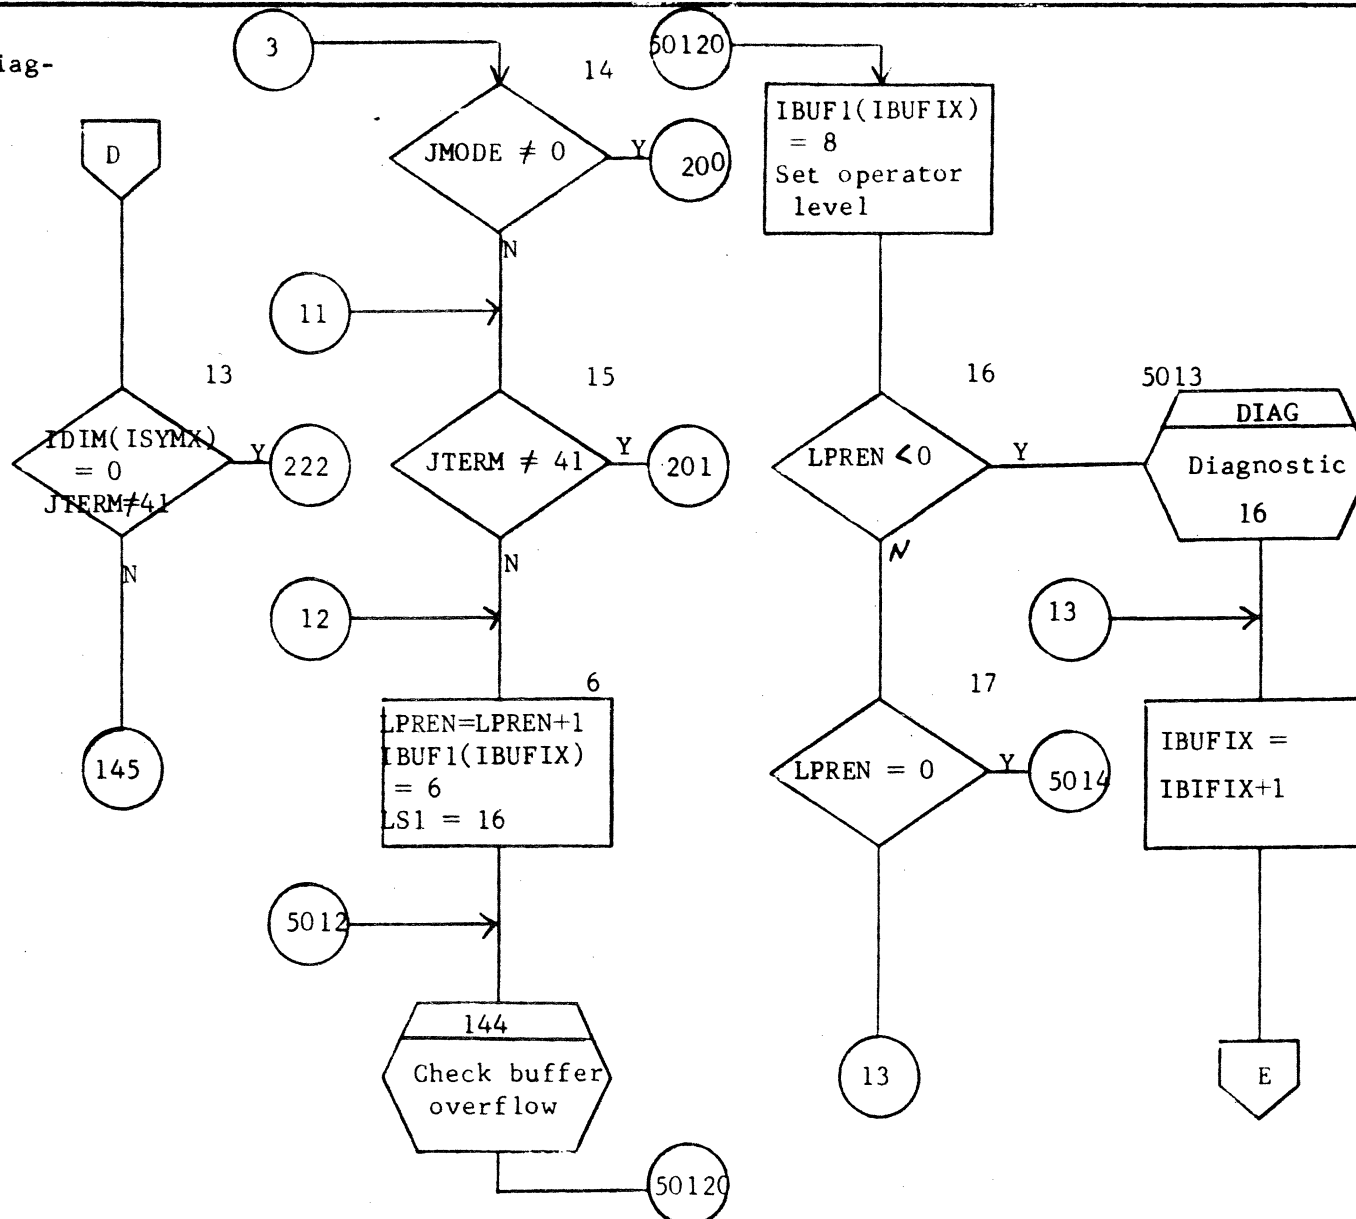 iag-
D
13
IDIM(ISYMX)
= 0
JTERM≠41
Y
222
N
145
3
14
JMODE ≠ 0
Y
200
N
11
15
JTERM ≠ 41
Y
201
N
12
6
LPREN=LPREN+1
IBUF1(IBUFIX)
= 6
LS1 = 16
5012
144
Check buffer
overflow
50120
50120
IBUF1(IBUFIX)
= 8
Set operator
level
16
LPREN <0
Y
N
17
LPREN = 0
Y
5014
13
5013
DIAG
Diagnostic
16
13
IBUFIX =
IBIFIX+1
E